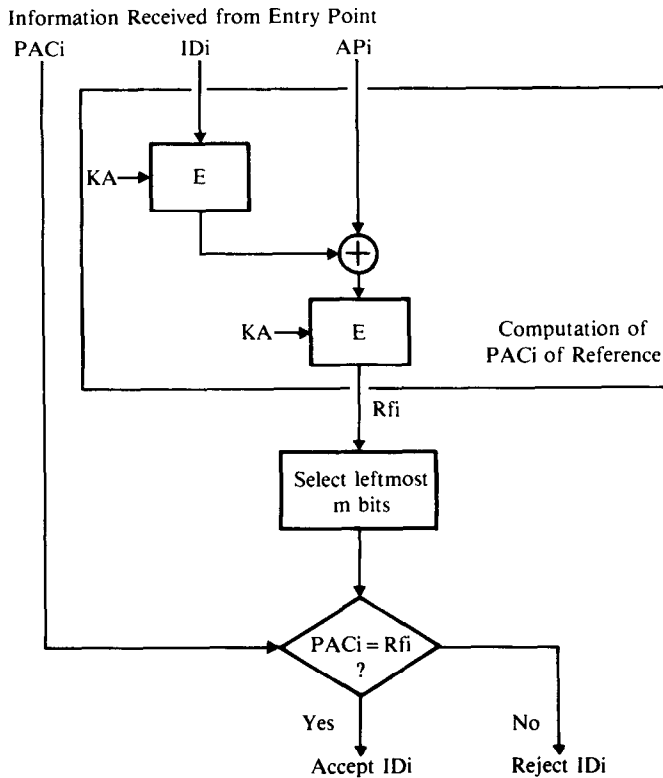 Information Received from Entry Point
PACi IDi APi
KA E
+
KA E
Computation of
PACi of Reference
Rfi
Select leftmost
m bits
PACi = Rfi
?
Yes No
Accept IDi Reject IDi